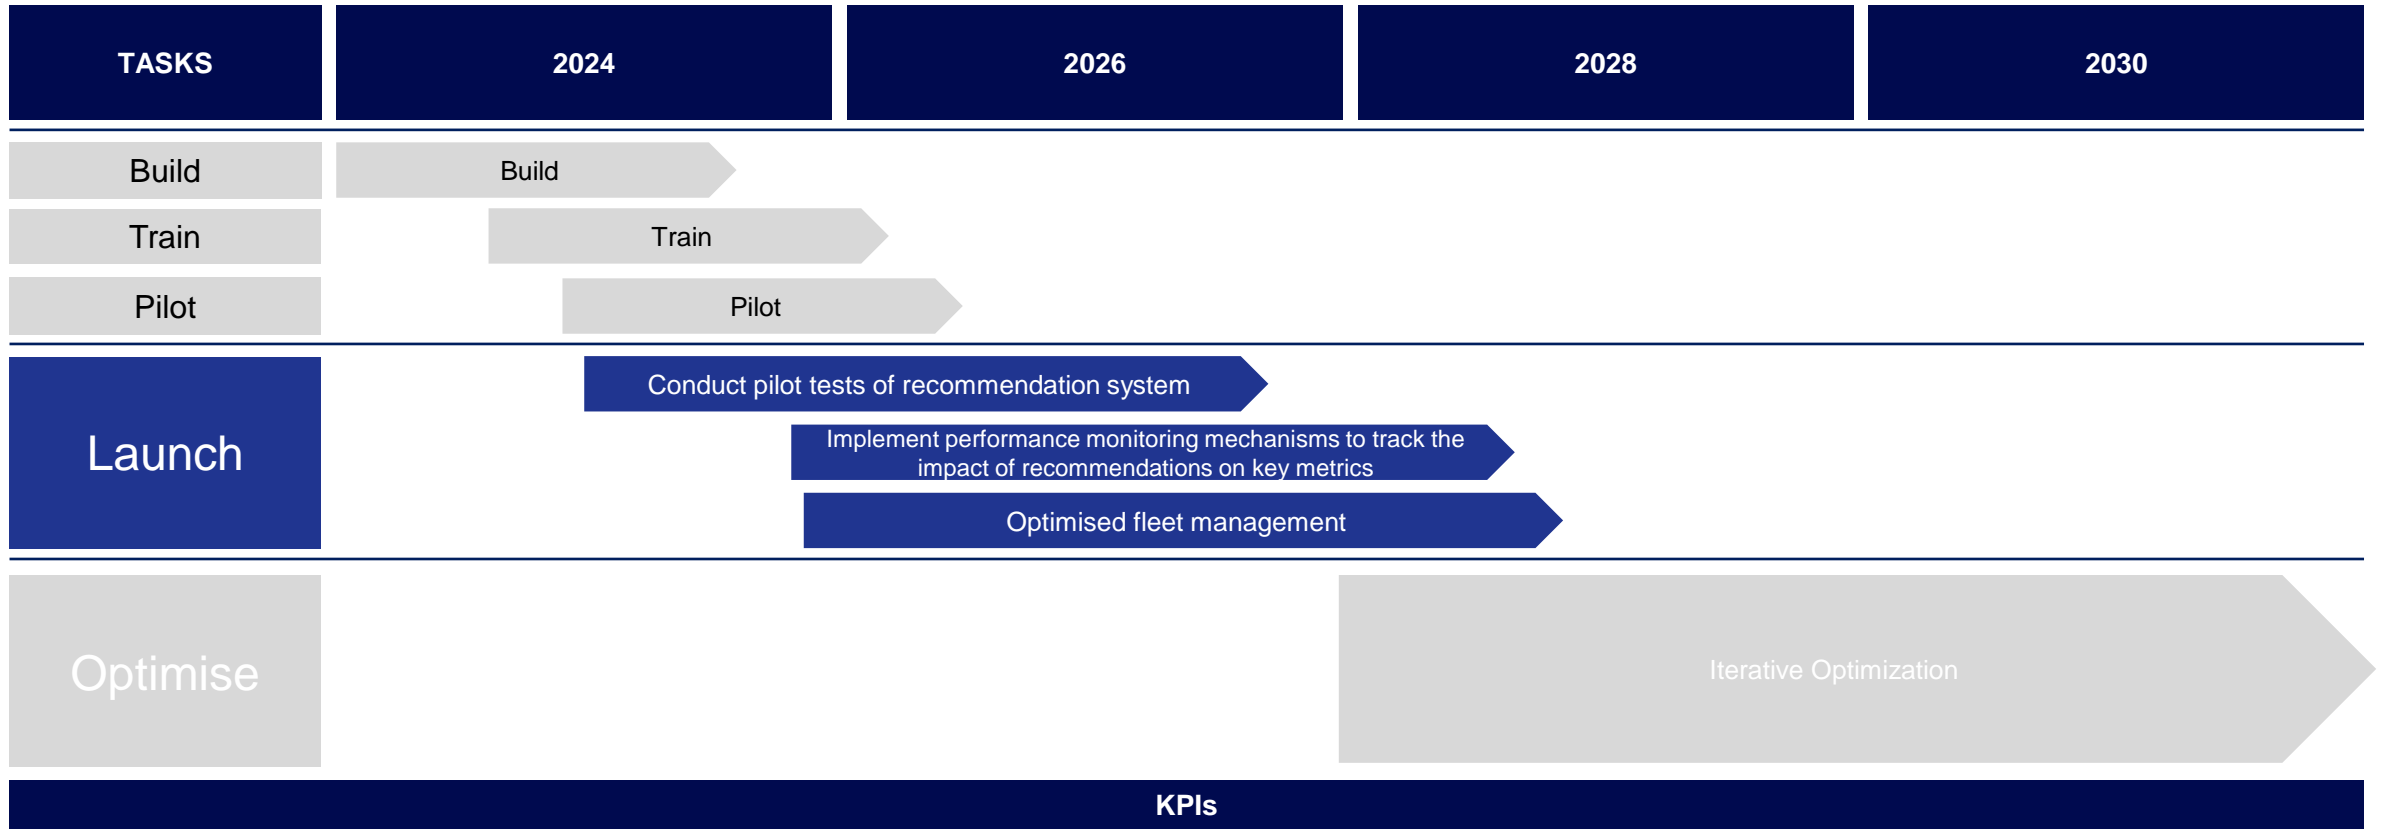 TASKS
2024
2026
2028
2030
Build
Build
Train
Train
Pilot
Pilot
Launch
Conduct pilot tests of recommendation system
Implement performance monitoring mechanisms to track the
impact of recommendations on key metrics
Optimised fleet management
Optimise
Iterative Optimization
KPIs